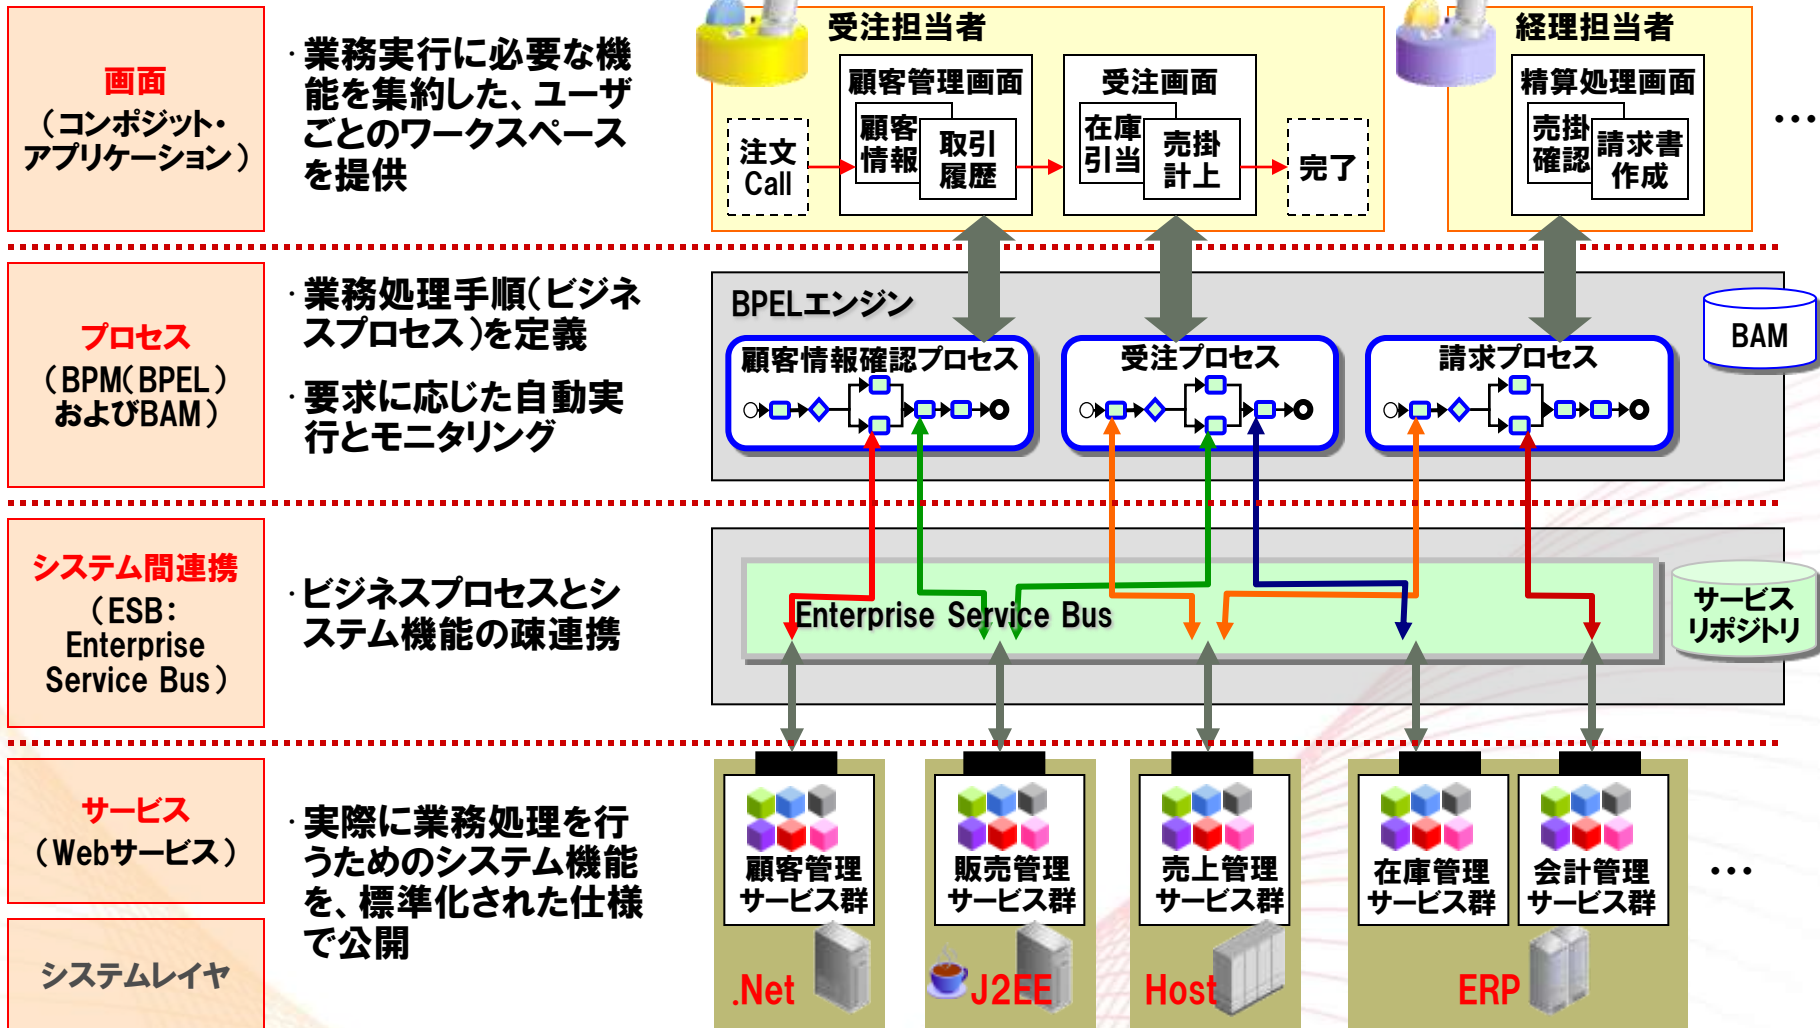 画面
（コンポジット・
アプリケーション）
・業務実行に必要な機
能を集約した、ユーザ
ごとのワークスペース
を提供
受注担当者
顧客管理画面
顧客
情報
取引
履歴
受注画面
在庫
引当
売掛
計上
注文
Call
完了
経理担当者
精算処理画面
売掛
確認
請求書
作成
…
プロセス
（BPM（BPEL）
およびBAM）
・業務処理手順（ビジネ
スプロセス）を定義
・要求に応じた自動実
行とモニタリング
BPELエンジン
BAM
顧客情報確認プロセス
受注プロセス
請求プロセス
システム間連携
（ESB：
Enterprise
Service Bus）
・ビジネスプロセスとシ
ステム機能の疎連携
Enterprise Service Bus
サービス
リポジトリ
サービス
（Webサービス）
・実際に業務処理を行
うためのシステム機能
を、標準化された仕様
で公開
顧客管理
サービス群
販売管理
サービス群
売上管理
サービス群
在庫管理
サービス群
会計管理
サービス群
…
システムレイヤ
.Net
J2EE
Host
ERP